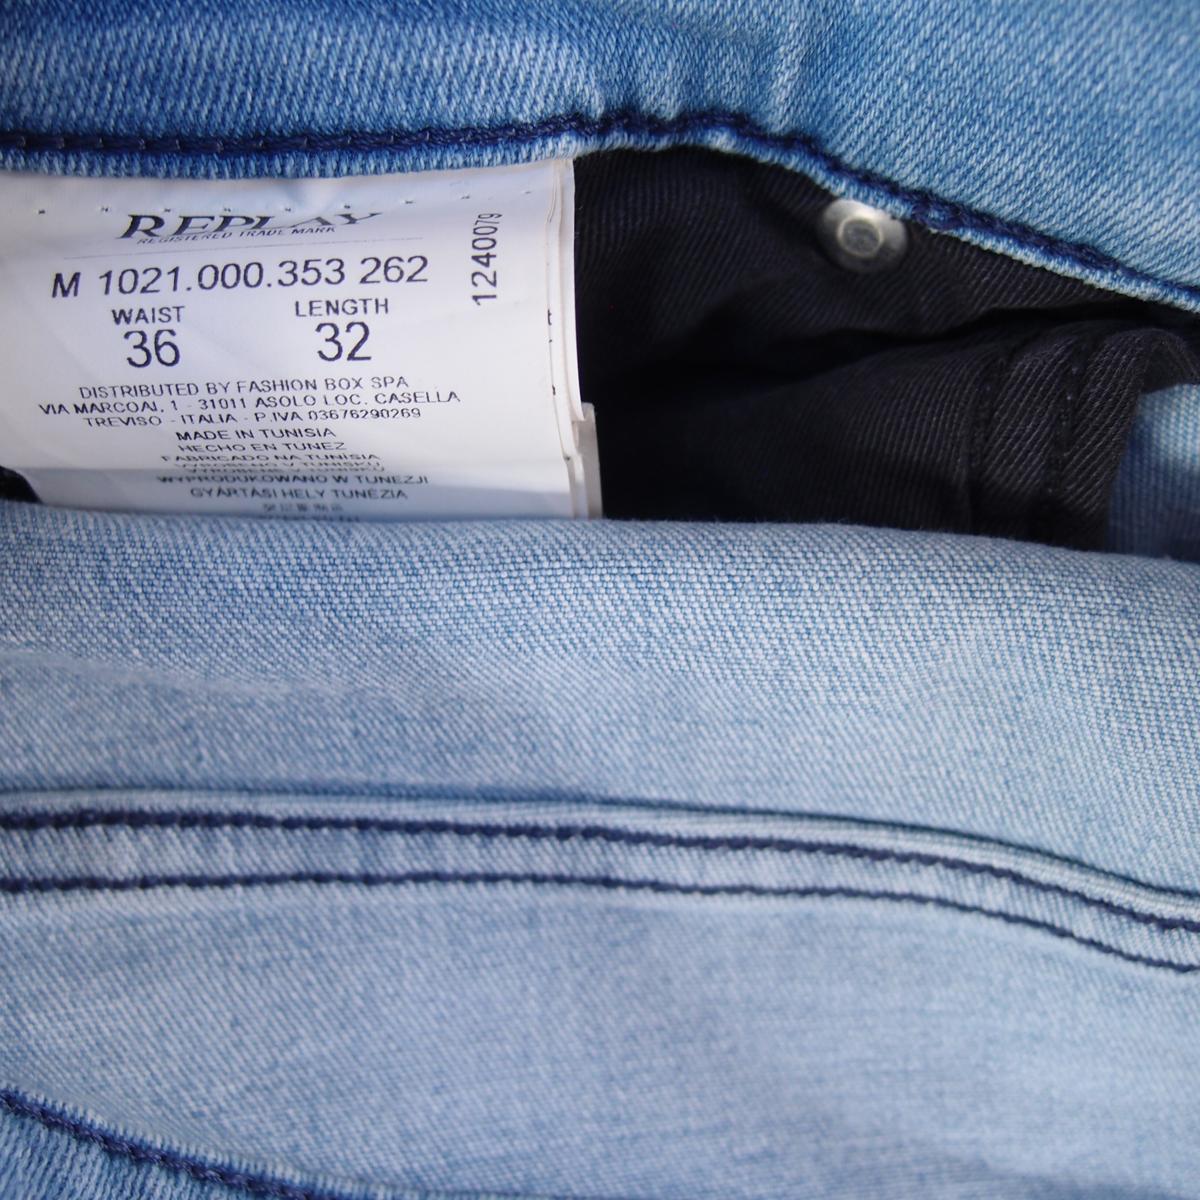 REPLAY
REGISTERED TRADE MARK
M 1021.000.353 262
1240079
WAIST LENGTH
36 32
DISTRIBUTED BY FASHION BOX SPA
VIA MARCOAI, 1 - 31011 ASOLO LOC. CASELLA
TREVISO - ITALIA - P.IVA 03676290269
MADE IN TUNISIA
HECHO EN TUNEZ
FABRICADO NA TUNISIA
VYROBENO V TUNISKU
WYPRODUKOWANO W TUNEZJI
GYÁRTÁSI HELY TUNÉZIA